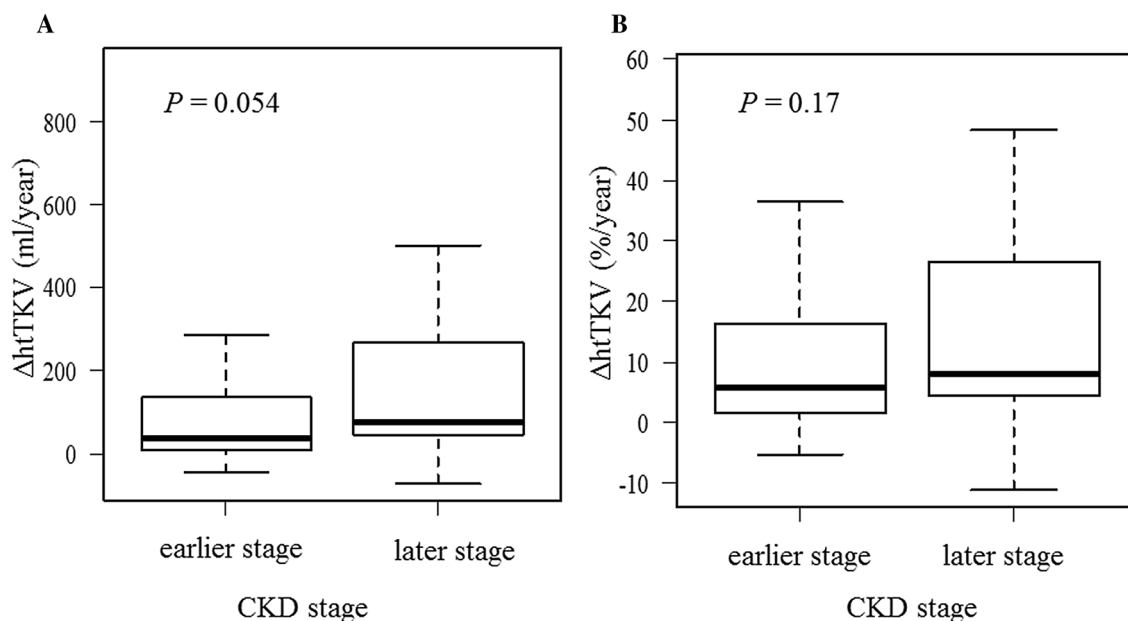 A
P = 0.054
ΔhtTKV (ml/year)
800
600
400
200
0
earlier stage
later stage
CKD stage
B
P = 0.17
ΔhtTKV (%/year)
60
50
40
30
20
10
0
-10
earlier stage
later stage
CKD stage